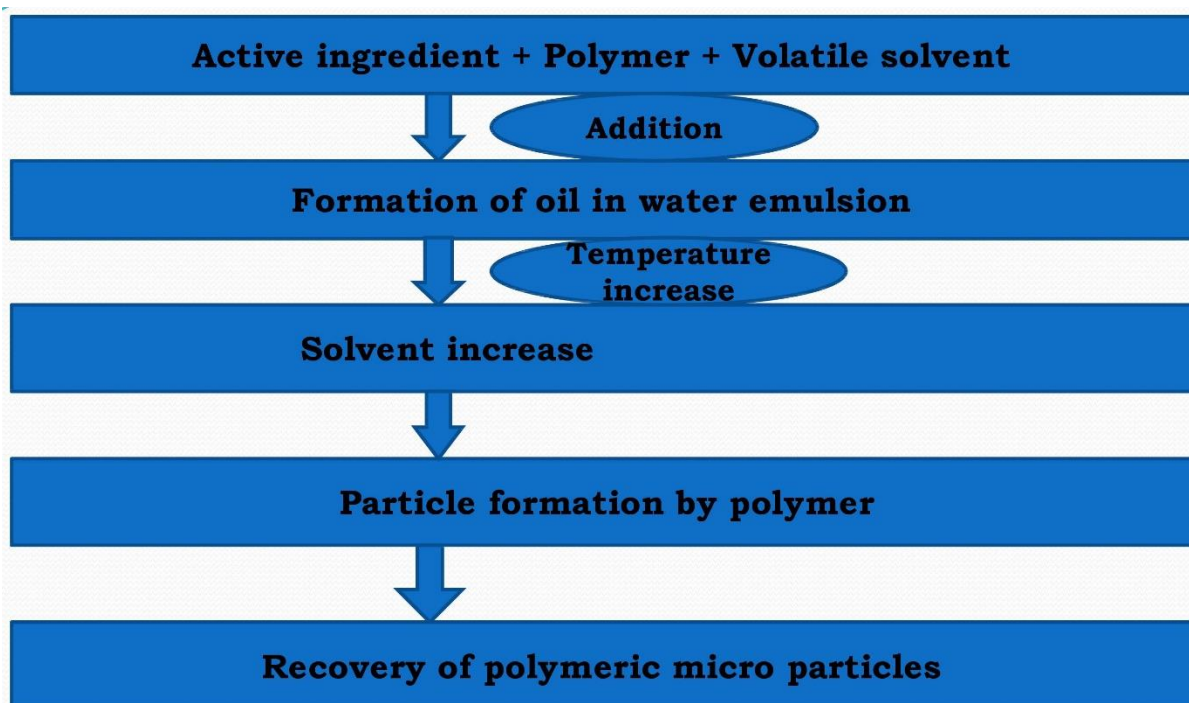 Active ingredient + Polymer + Volatile solvent
Addition
Formation of oil in water emulsion
Temperature
increase
Solvent increase
Particle formation by polymer
Recovery of polymeric micro particles